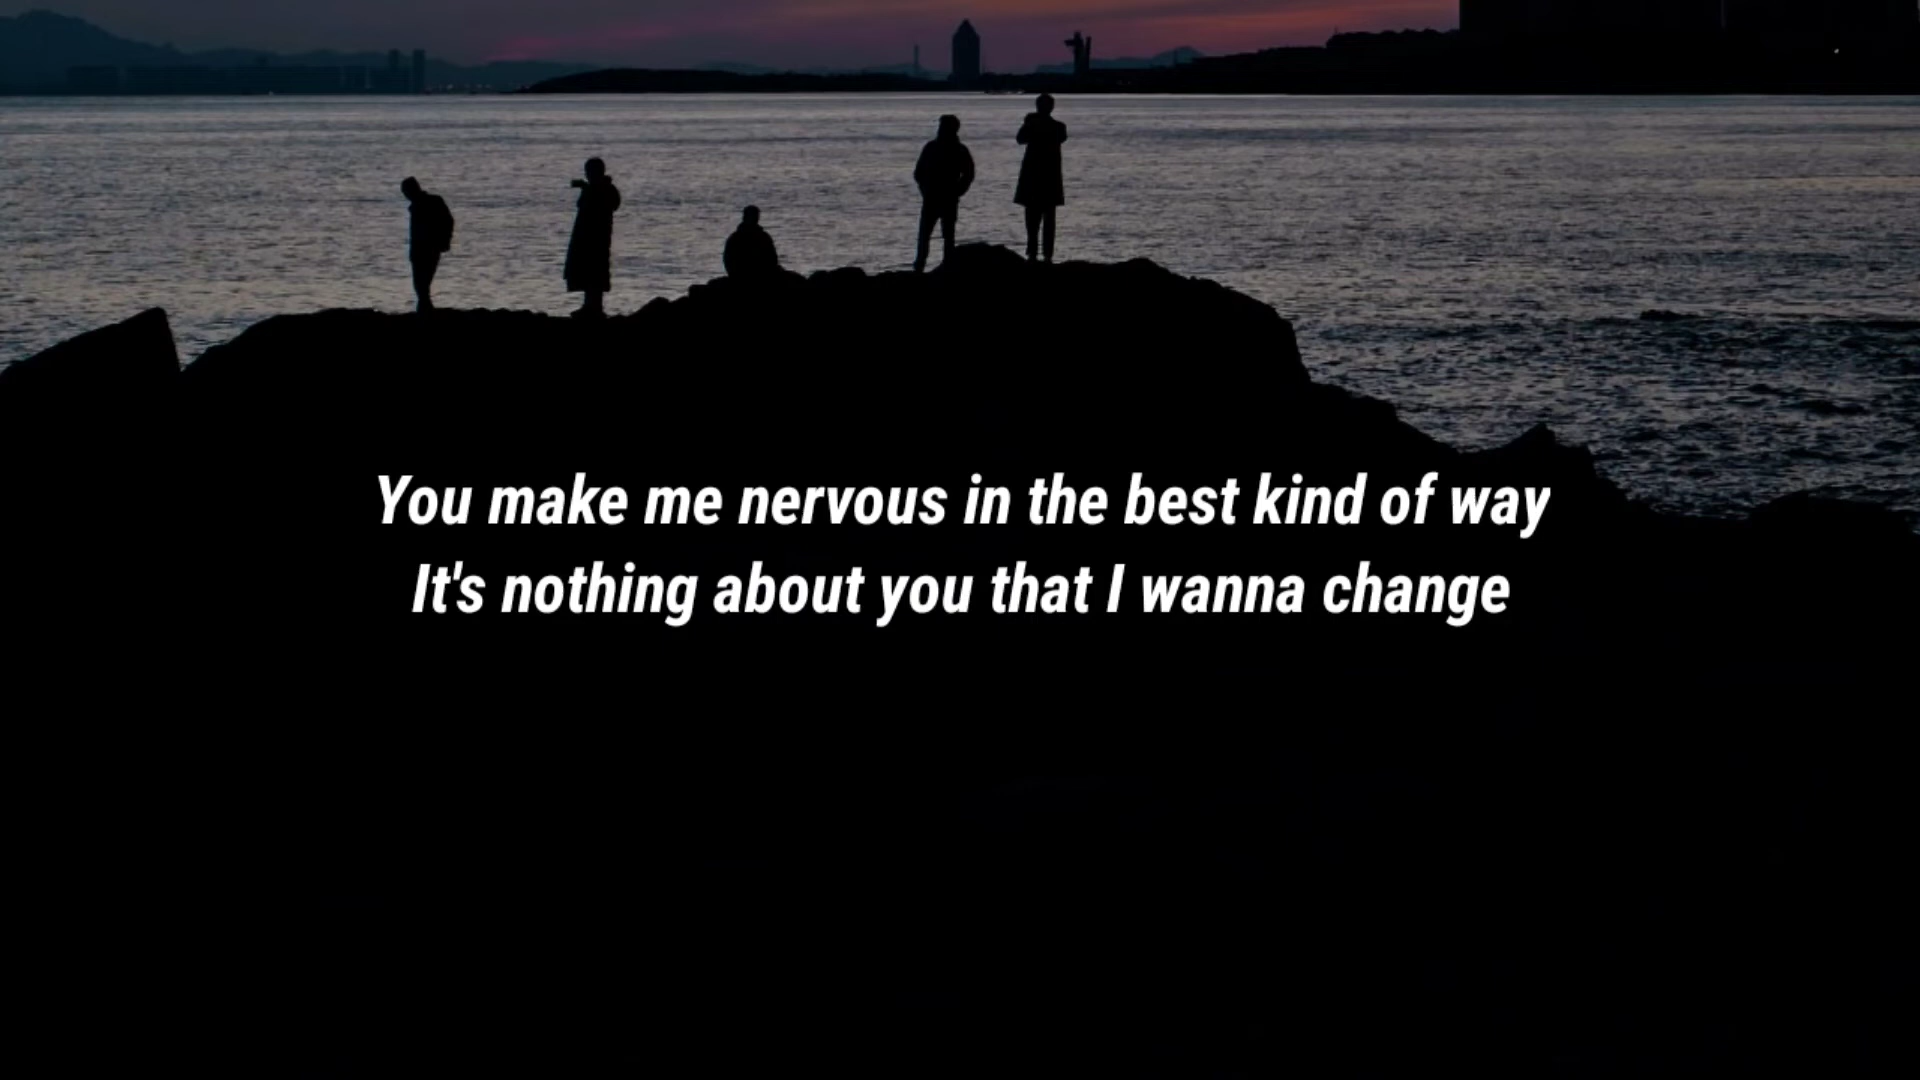 You make me nervous in the best kind of way
It's nothing about you that I wanna change